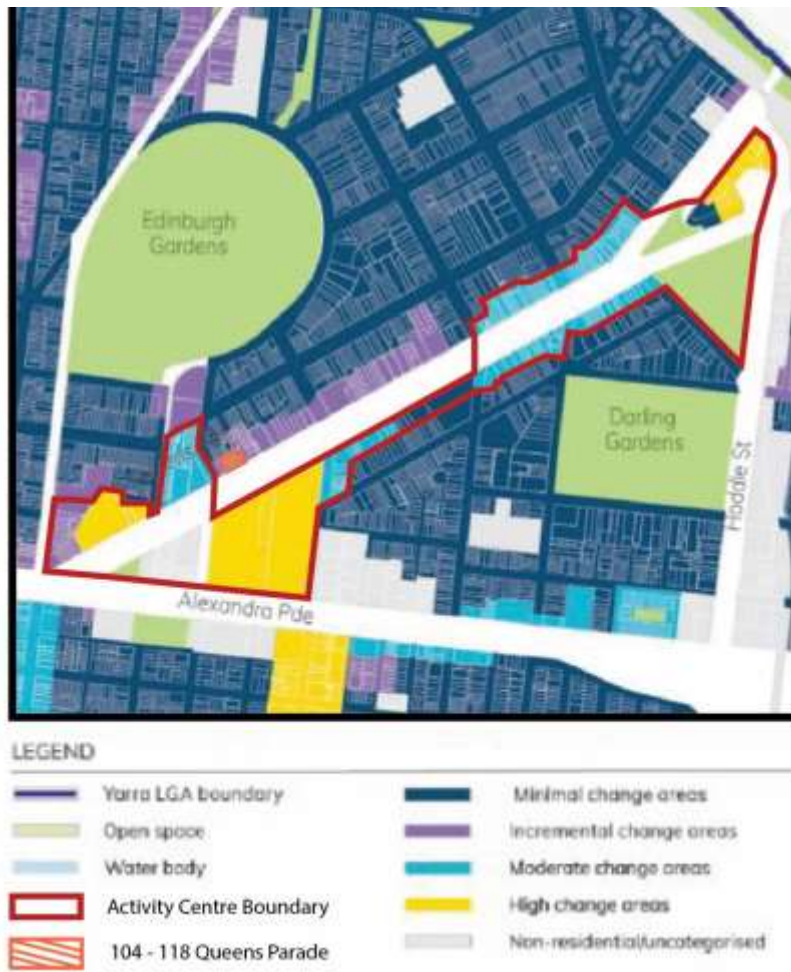 Edinburgh
Gardens
Darling
Gardens
Hoddle St
Alexandra Pde
LEGEND
Yarra LGA boundary
Open space
Water body
Activity Centre Boundary
104 - 118 Queens Parade
Minimal change areas
Incremental change areas
Moderate change areas
High change areas
Non-residential/uncategorised